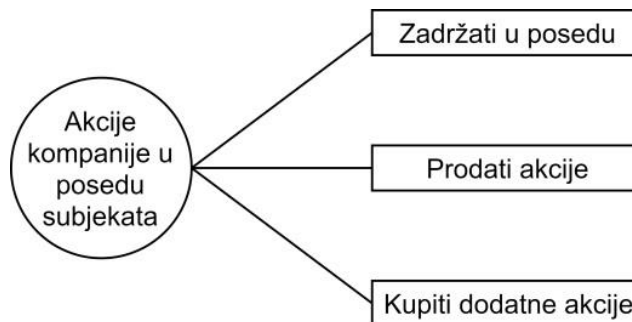 Zadržati u posedu
Akcije
kompanije u
posedu
subjekata
Prodati akcije
Kupiti dodatne akcije